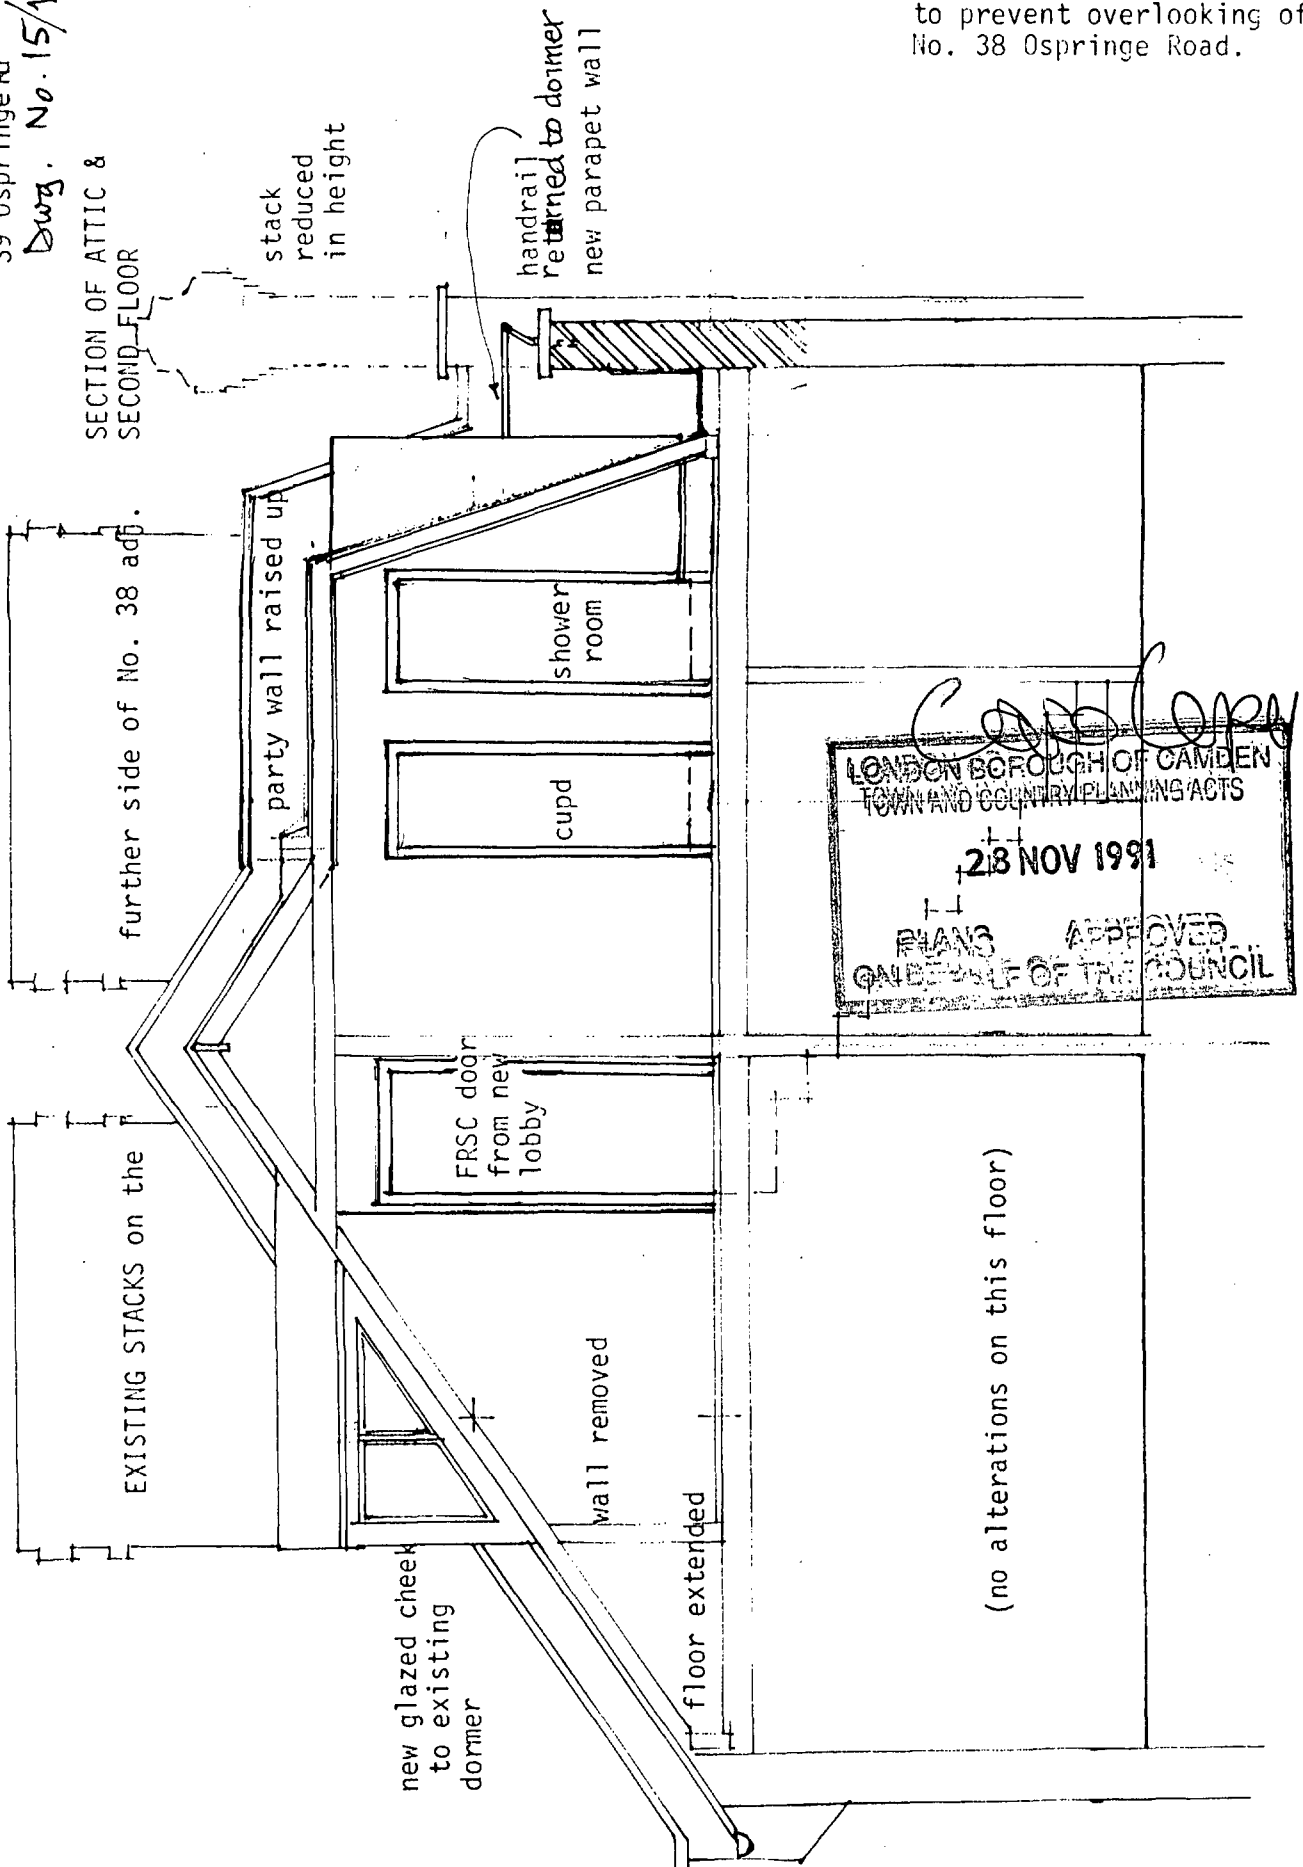 to prevent overlooking of
No. 38 Ospringe Road.
39 Ospringe Rd
Dwg. No. 15/
SECTION OF ATTIC &
SECOND FLOOR
stack
reduced
in height
handrail
returned to dormer
new parapet wall
EXISTING STACKS on the further side of No. 38 adj.
party wall raised up
shower
room
cupd
FRSC door
from new
lobby
new glazed cheek
to existing
dormer
wall removed
floor extended
(no alterations on this floor)
LONDON BOROUGH OF CAMDEN
TOWN AND COUNTRY PLANNING ACTS
28 NOV 1991
PLANS APPROVED
ON BEHALF OF THE COUNCIL